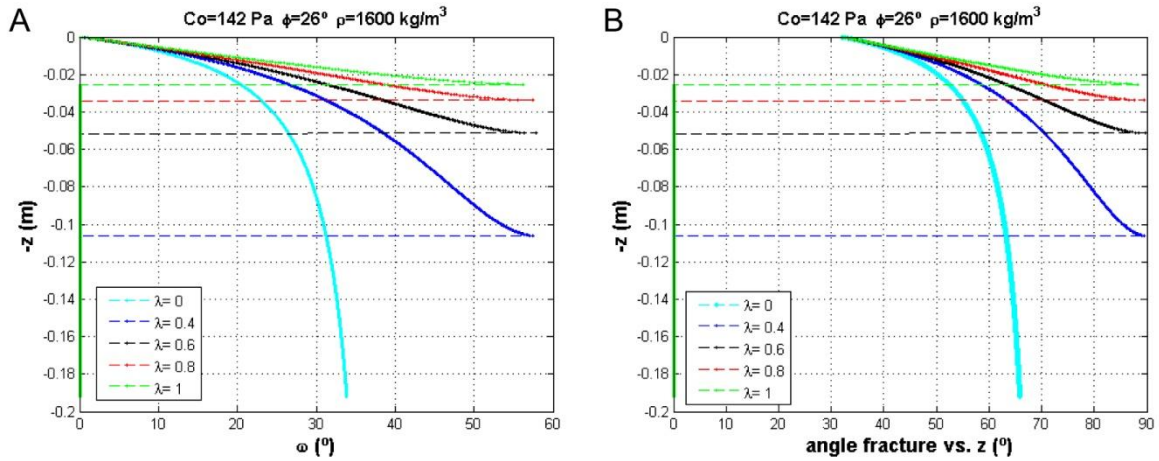 A
Co=142 Pa ϕ=26º ρ=1600 kg/m³
0
-0.02
-0.04
-0.06
-0.08
-0.1
-0.12
-0.14
-0.16
-0.18
-0.2
-z (m)
λ= 0
λ= 0.4
λ= 0.6
λ= 0.8
λ= 1
0 10 20 30 40 50 60
ω (º)
B
Co=142 Pa ϕ=26º ρ=1600 kg/m³
0
-0.02
-0.04
-0.06
-0.08
-0.1
-0.12
-0.14
-0.16
-0.18
-0.2
-z (m)
λ= 0
λ= 0.4
λ= 0.6
λ= 0.8
λ= 1
0 10 20 30 40 50 60 70 80 90
angle fracture vs. z (º)